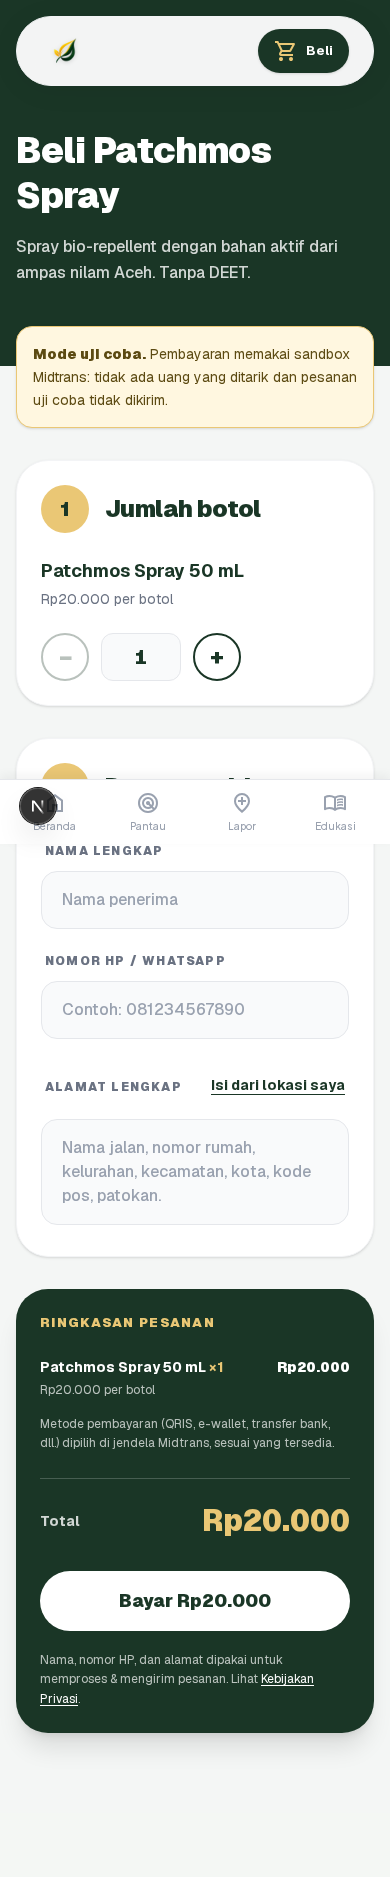 Beli
Beli Patchmos
Spray
Spray bio-repellent dengan bahan aktif dari
ampas nilam Aceh. Tanpa DEET.
Mode uji coba. Pembayaran memakai sandbox
Midtrans: tidak ada uang yang ditarik dan pesanan
uji coba tidak dikirim.
1 Jumlah botol
Patchmos Spray 50 mL
Rp20.000 per botol
− 1 +
N
Beranda Pantau Lapor Edukasi
NAMA LENGKAP
Nama penerima
NOMOR HP / WHATSAPP
Contoh: 081234567890
ALAMAT LENGKAP Isi dari lokasi saya
Nama jalan, nomor rumah,
kelurahan, kecamatan, kota, kode
pos, patokan.
RINGKASAN PESANAN
Patchmos Spray 50 mL ×1 Rp20.000
Rp20.000 per botol
Metode pembayaran (QRIS, e-wallet, transfer bank,
dll.) dipilih di jendela Midtrans, sesuai yang tersedia.
Total Rp20.000
Bayar Rp20.000
Nama, nomor HP, dan alamat dipakai untuk
memproses & mengirim pesanan. Lihat Kebijakan
Privasi.